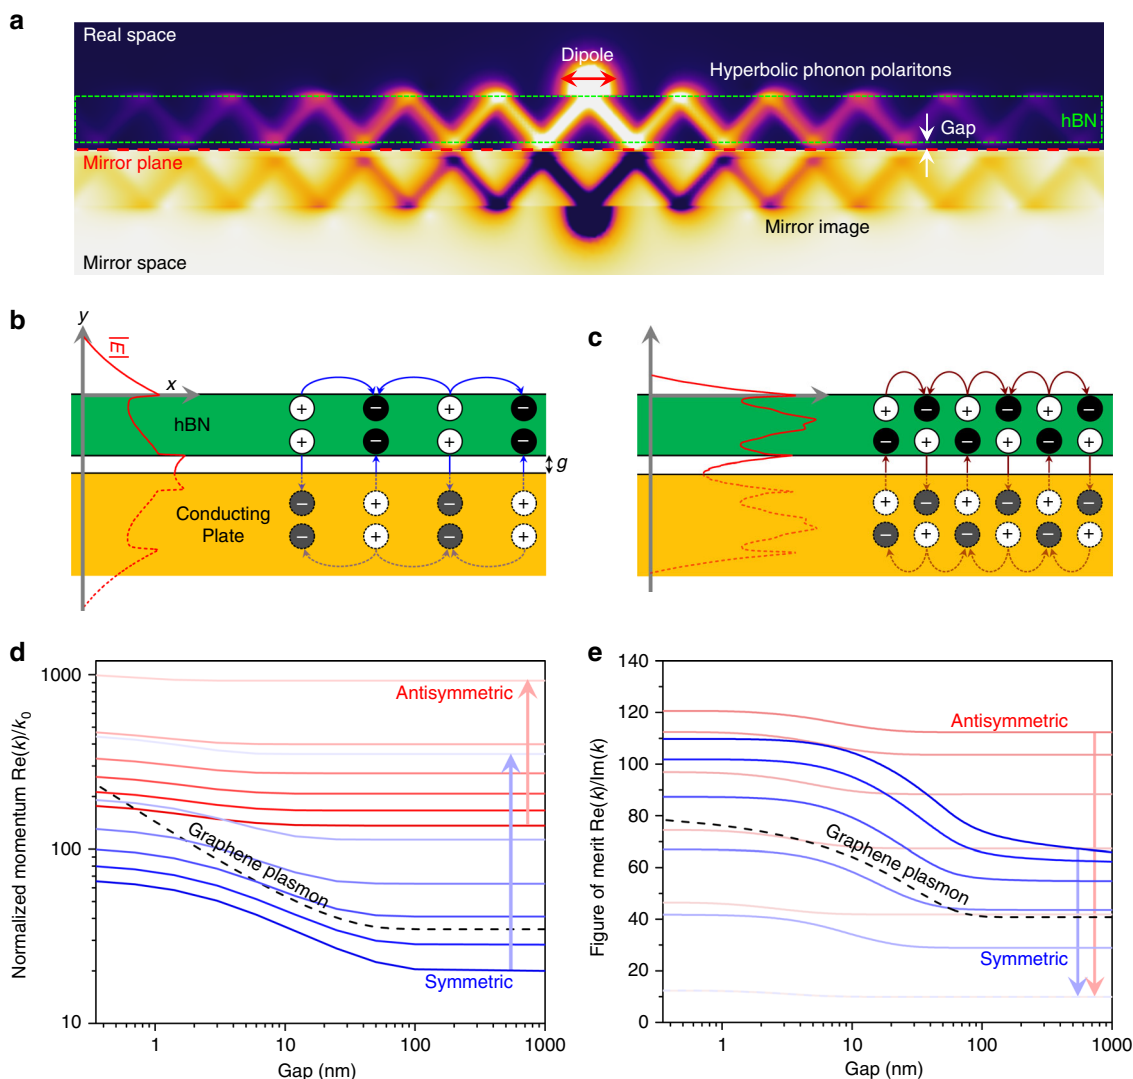 a
Real space
Dipole
Hyperbolic phonon polaritons
Gap
hBN
Mirror plane
Mirror image
Mirror space
b
y
|E|
x
hBN
+ − + −
+ − + −
g
− + − +
− + − +
Conducting
Plate
c
+ − + − + −
− + − + − +
+ − + − + −
− + − + − +
d
Normalized momentum Re(k)/k0
1000
100
10
Antisymmetric
Graphene plasmon
Symmetric
1 10 100 1000
Gap (nm)
e
Figure of merit Re(k)/Im(k)
140
120
100
80
60
40
20
0
Antisymmetric
Graphene plasmon
Symmetric
1 10 100 1000
Gap (nm)